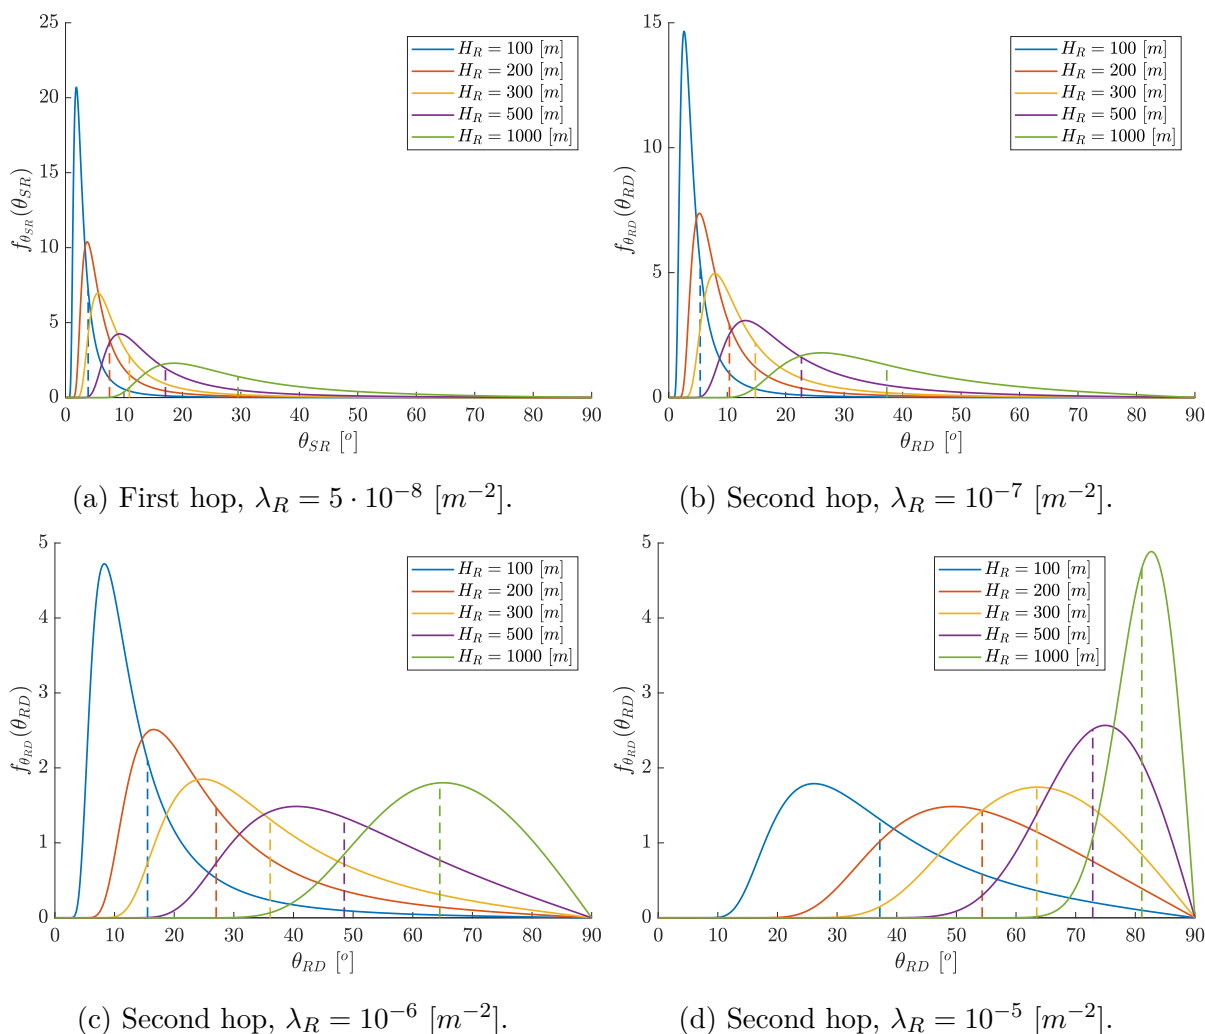 25
20
15
10
5
0
0 10 20 30 40 50 60 70 80 90
f_{θ_{SR}}(θ_{SR})
θ_{SR} [^o]
H_R = 100 [m]
H_R = 200 [m]
H_R = 300 [m]
H_R = 500 [m]
H_R = 1000 [m]
(a) First hop, λ_R = 5 · 10^{-8} [m^{-2}].
15
10
5
0
0 10 20 30 40 50 60 70 80 90
f_{θ_{RD}}(θ_{RD})
θ_{RD} [^o]
H_R = 100 [m]
H_R = 200 [m]
H_R = 300 [m]
H_R = 500 [m]
H_R = 1000 [m]
(b) Second hop, λ_R = 10^{-7} [m^{-2}].
5
4
3
2
1
0
0 10 20 30 40 50 60 70 80 90
f_{θ_{RD}}(θ_{RD})
θ_{RD} [^o]
H_R = 100 [m]
H_R = 200 [m]
H_R = 300 [m]
H_R = 500 [m]
H_R = 1000 [m]
(c) Second hop, λ_R = 10^{-6} [m^{-2}].
5
4
3
2
1
0
0 10 20 30 40 50 60 70 80 90
f_{θ_{RD}}(θ_{RD})
θ_{RD} [^o]
H_R = 100 [m]
H_R = 200 [m]
H_R = 300 [m]
H_R = 500 [m]
H_R = 1000 [m]
(d) Second hop, λ_R = 10^{-5} [m^{-2}].